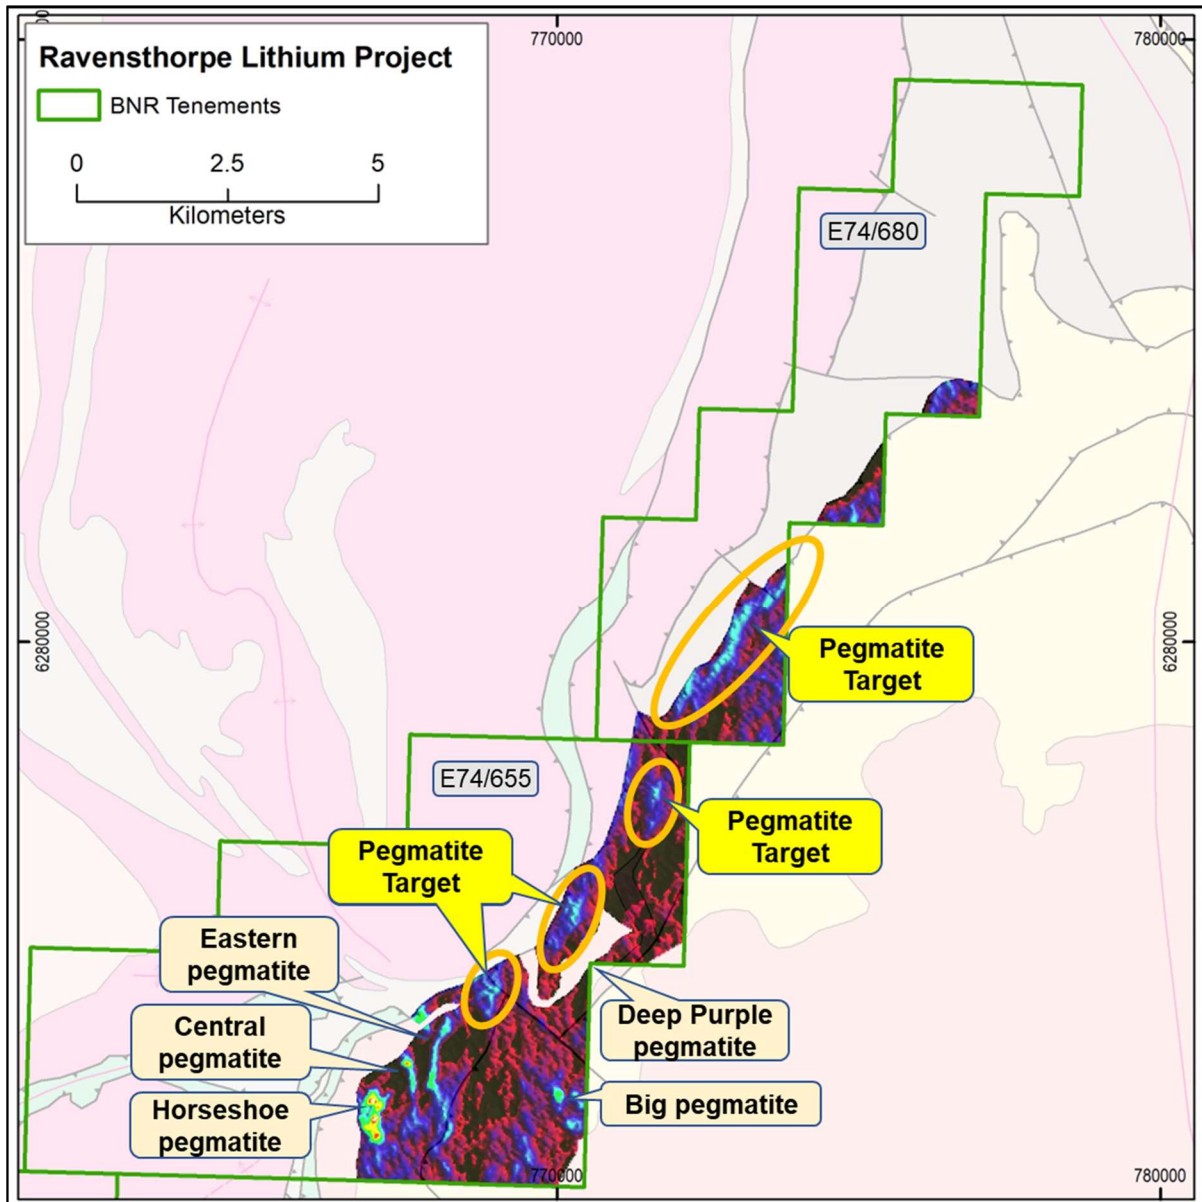 770000
780000
Ravensthorpe Lithium Project
BNR Tenements
0 2.5 5
Kilometers
E74/680
6280000
6280000
Pegmatite
Target
E74/655
Pegmatite
Target
Pegmatite
Target
Eastern
pegmatite
Central
pegmatite
Horseshoe
pegmatite
Deep Purple
pegmatite
Big pegmatite
770000
780000